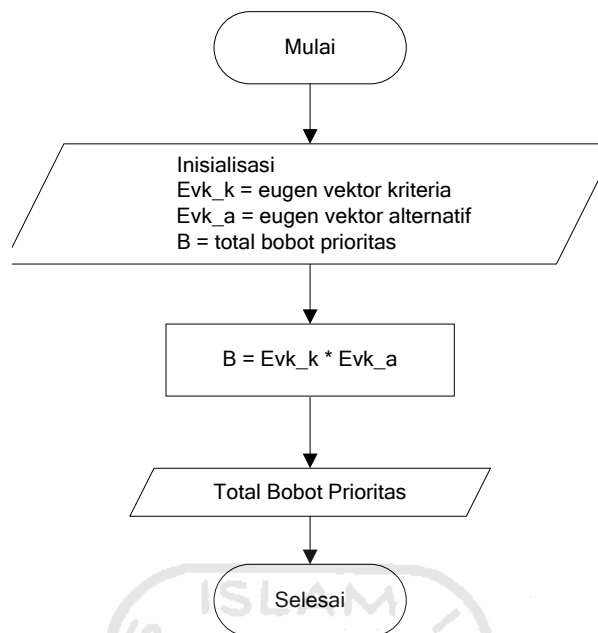 Mulai
Inisialisasi
Evk_k = eugen vektor kriteria
Evk_a = eugen vektor alternatif
B = total bobot prioritas
B = Evk_k * Evk_a
Total Bobot Prioritas
ISLAM
Selesai